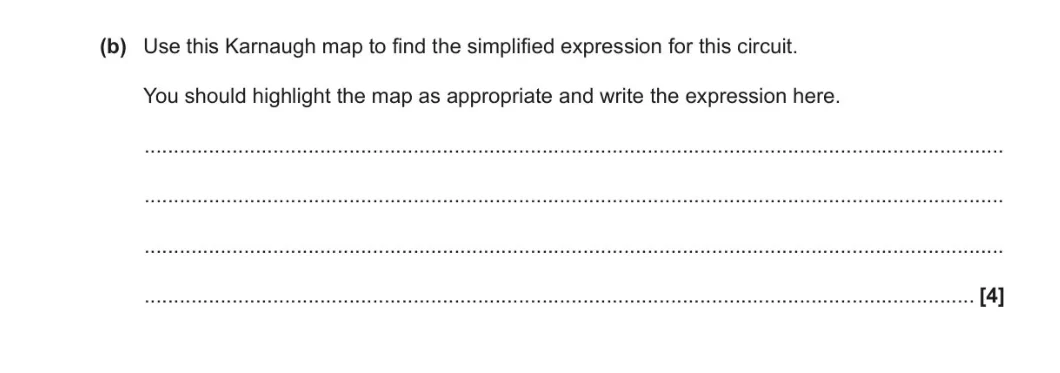 (b) Use this Karnaugh map to find the simplified expression for this circuit.
You should highlight the map as appropriate and write the expression here.
[4]